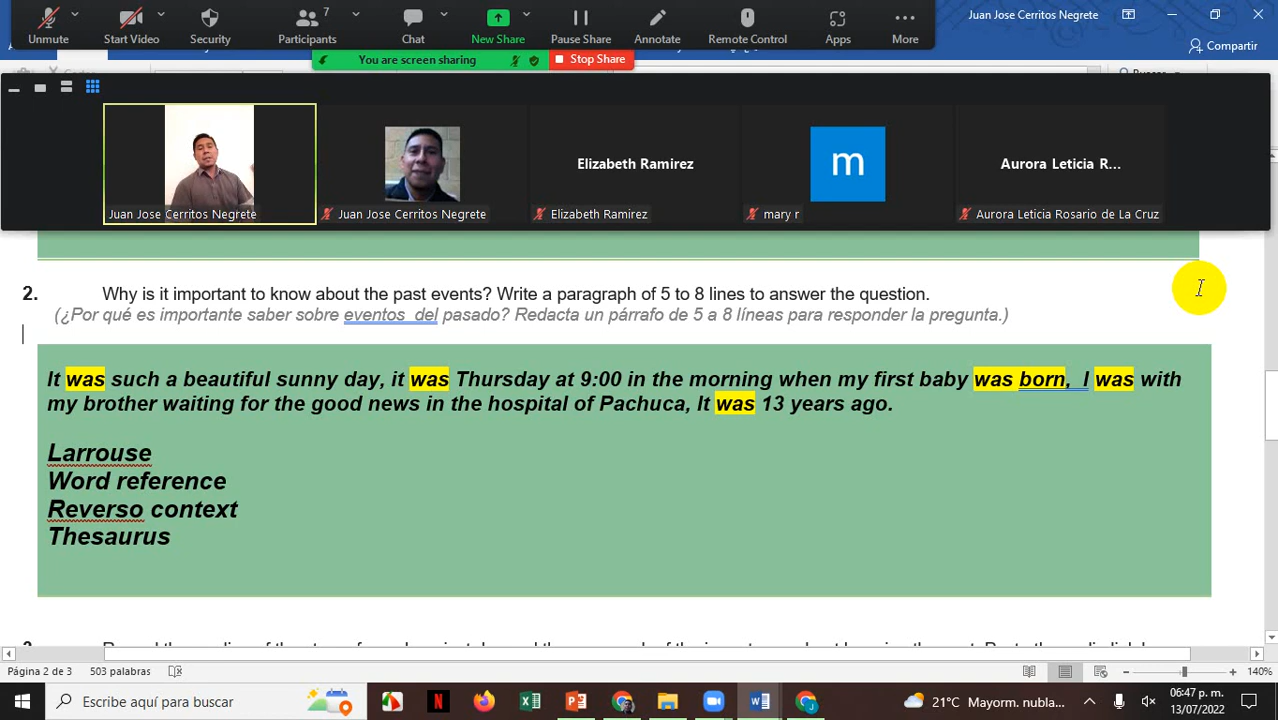 7
Juan Jose Cerritos Negrete
Unmute Start Video Security Participants Chat New Share Pause Share Annotate Remote Control Apps More
Compartir
You are screen sharing Stop Share
Elizabeth Ramirez
m
Aurora Leticia R...
Juan Jose Cerritos Negrete
Juan Jose Cerritos Negrete
Elizabeth Ramirez
mary r
Aurora Leticia Rosario de La Cruz
2. Why is it important to know about the past events? Write a paragraph of 5 to 8 lines to answer the question.
(¿Por qué es importante saber sobre eventos del pasado? Redacta un párrafo de 5 a 8 líneas para responder la pregunta.)
It was such a beautiful sunny day, it was Thursday at 9:00 in the morning when my first baby was born, I was with
my brother waiting for the good news in the hospital of Pachuca, It was 13 years ago.
Larrouse
Word reference
Reverso context
Thesaurus
Página 2 de 3 503 palabras 140%
Escribe aquí para buscar
21°C Mayorm. nubla...
06:47 p. m.
13/07/2022